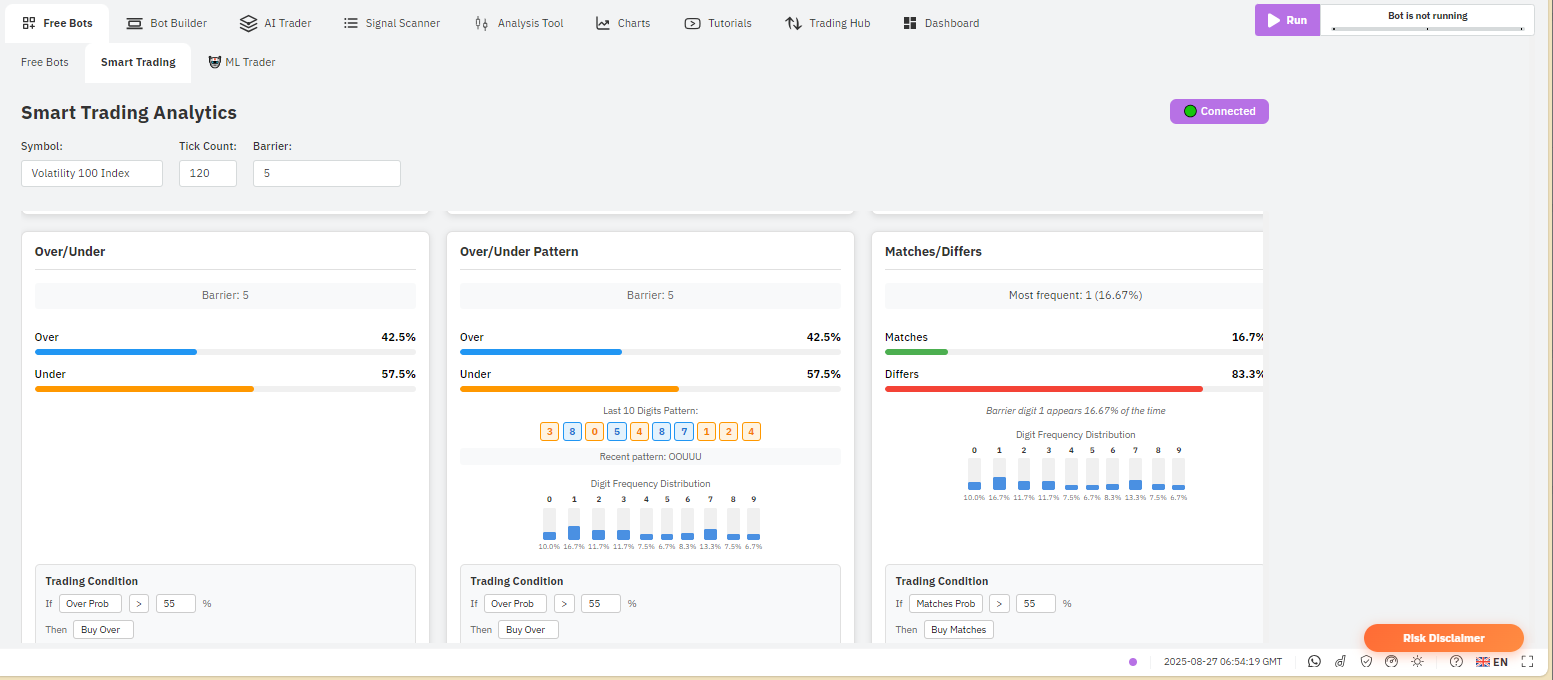 Free Bots Bot Builder AI Trader Signal Scanner Analysis Tool Charts Tutorials Trading Hub Dashboard Run Bot is not running
Free Bots Smart Trading ML Trader
Smart Trading Analytics Connected
Symbol: Tick Count: Barrier:
Volatility 100 Index 120 5
Over/Under
Barrier: 5
Over 42.5%
Under 57.5%
Trading Condition
If Over Prob > 55 %
Then Buy Over
Over/Under Pattern
Barrier: 5
Over 42.5%
Under 57.5%
Last 10 Digits Pattern:
3 8 0 5 4 8 7 1 2 4
Recent pattern: OOUUU
Digit Frequency Distribution
0 1 2 3 4 5 6 7 8 9
10.0% 16.7% 11.7% 11.7% 7.5% 6.7% 8.3% 13.3% 7.5% 6.7%
Trading Condition
If Over Prob > 55 %
Then Buy Over
Matches/Differs
Most frequent: 1 (16.67%)
Matches 16.7%
Differs 83.3%
Barrier digit 1 appears 16.67% of the time
Digit Frequency Distribution
0 1 2 3 4 5 6 7 8 9
10.0% 16.7% 11.7% 11.7% 7.5% 6.7% 8.3% 13.3% 7.5% 6.7%
Trading Condition
If Matches Prob > 55 %
Then Buy Matches
Risk Disclaimer
2025-08-27 06:54:19 GMT EN